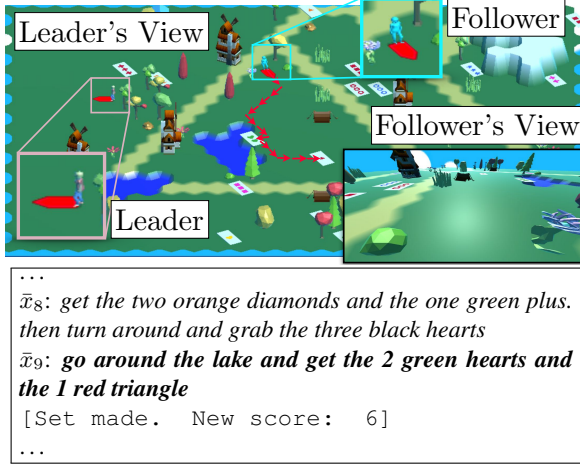 Leader's View
Follower
Follower's View
Leader
...
x̄₈: get the two orange diamonds and the one green plus.
then turn around and grab the three black hearts
x̄₉: go around the lake and get the 2 green hearts and
the 1 red triangle
[Set made. New score: 6]
...